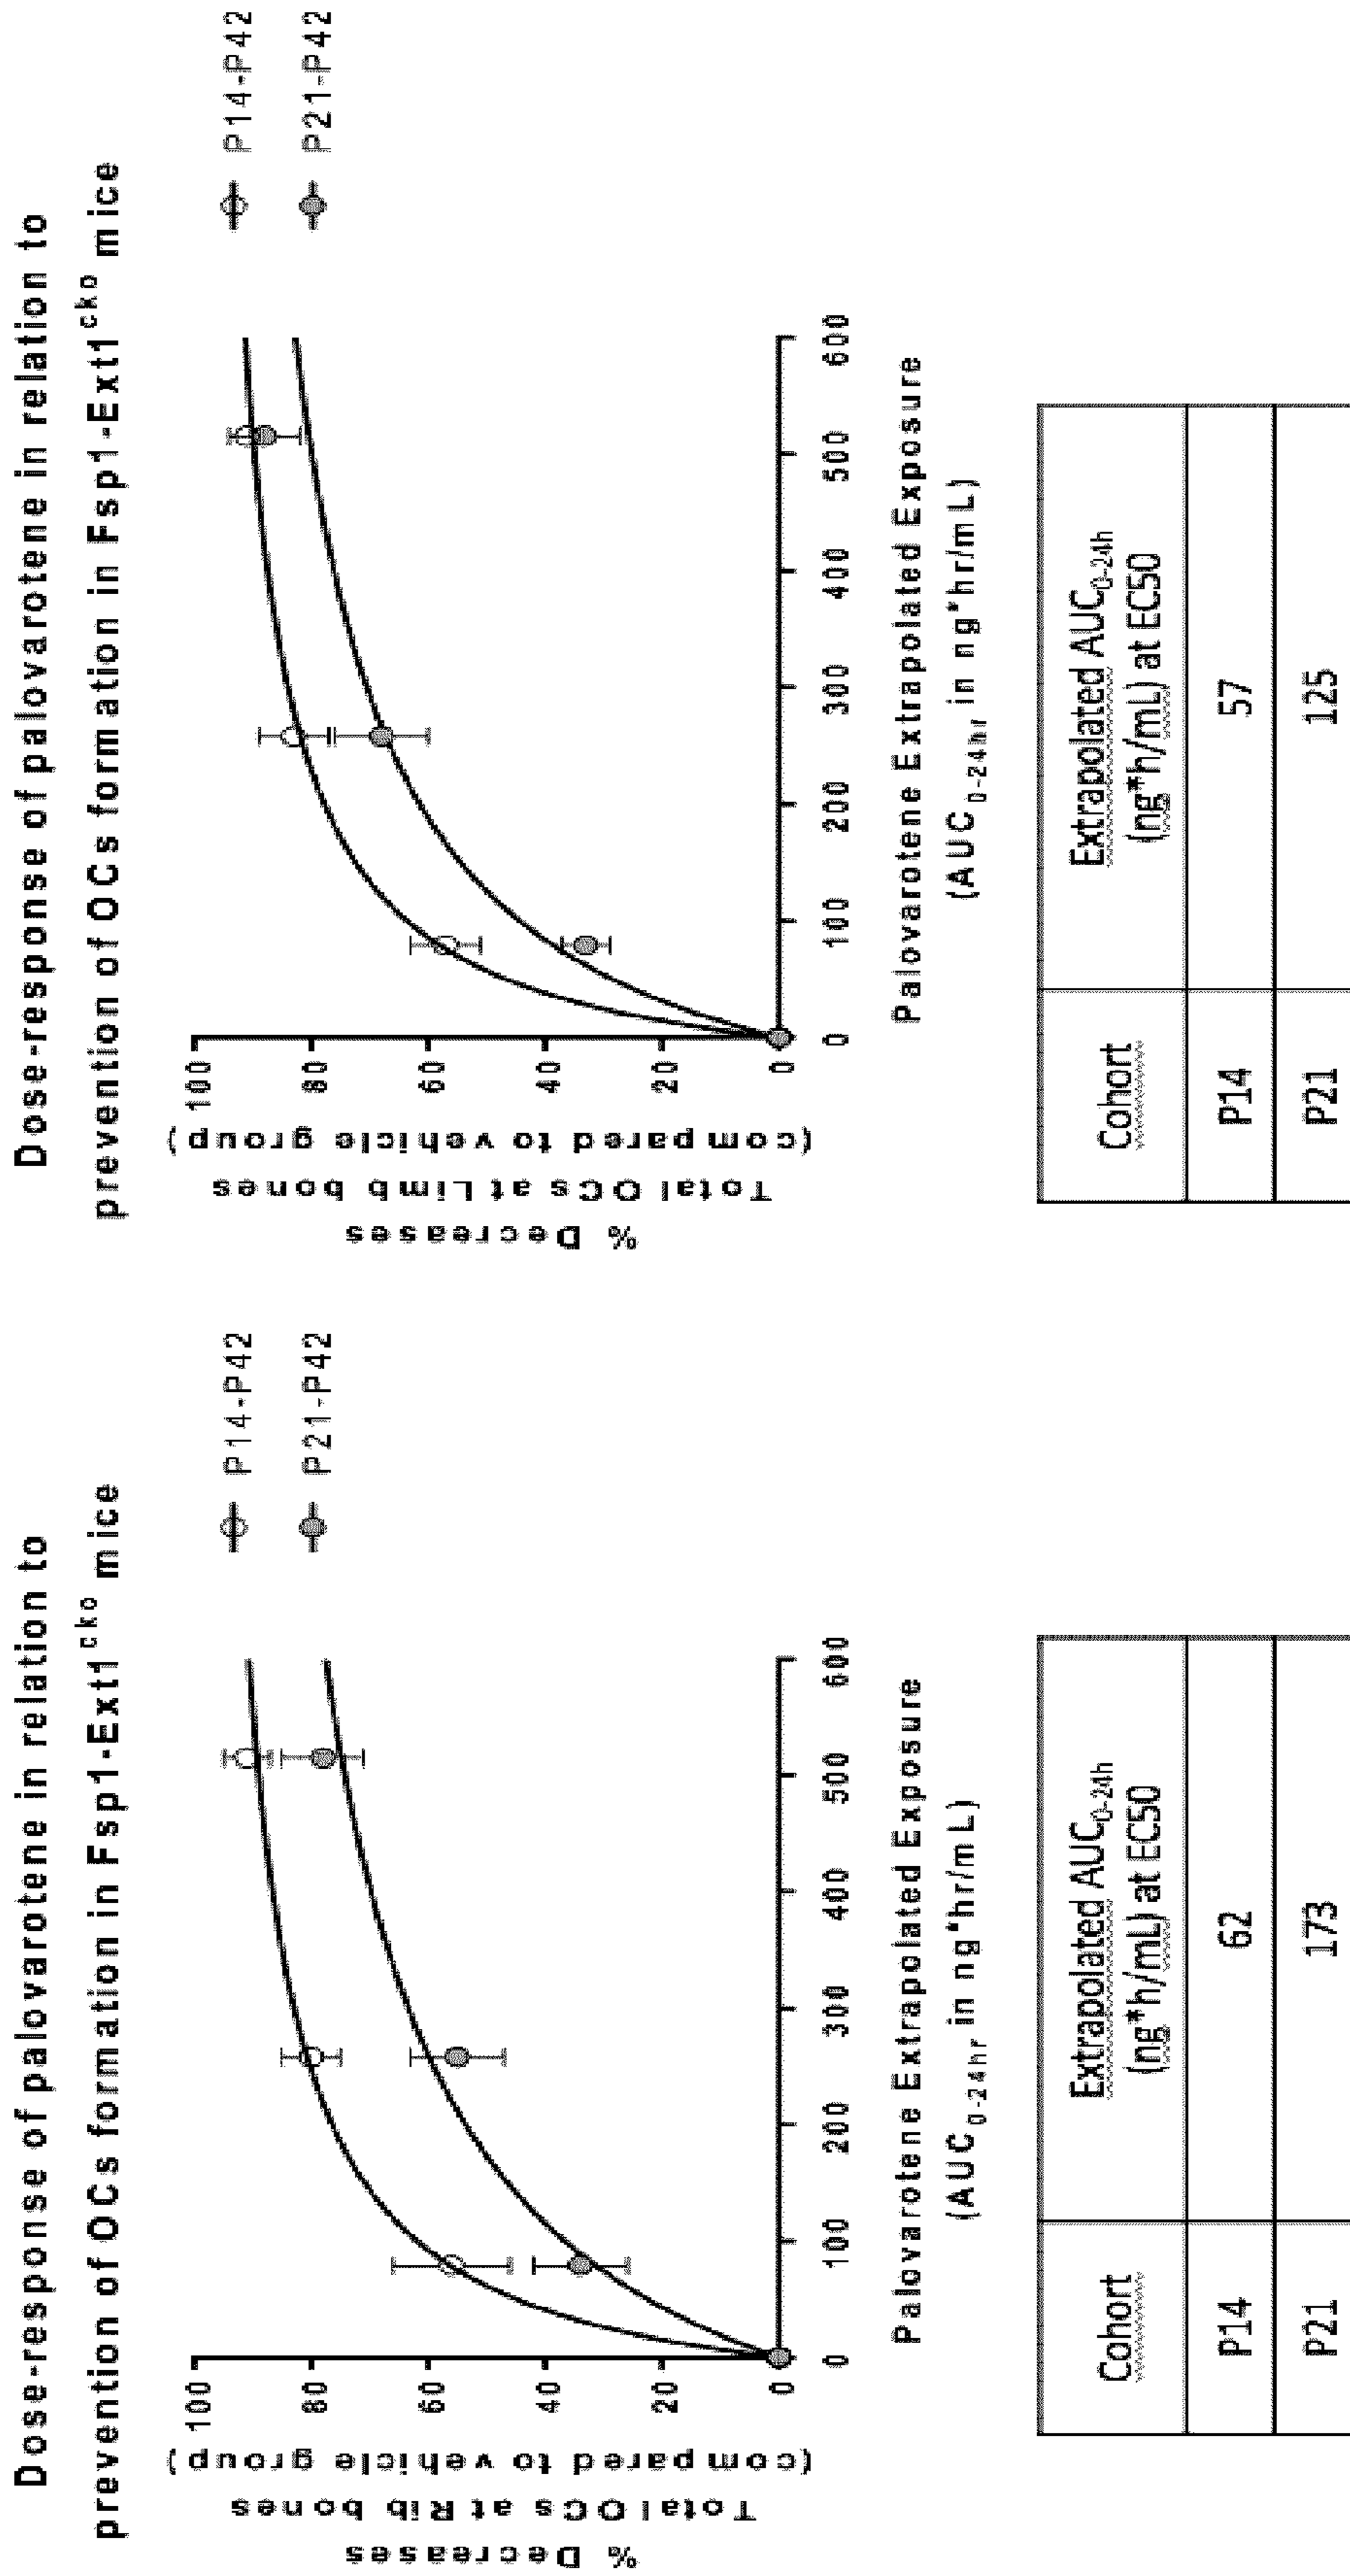 Dose-response of palovarotene in relation to
prevention of OCs formation in Fsp1-Ext1cko mice
% Decreases
Total OCs at Rib bones
(compared to vehicle group)
100
80
60
40
20
0
0 100 200 300 400 500 600
Palovarotene Extrapolated Exposure
(AUC0-24hr in ng*hr/mL)
P14-P42
P21-P42
Cohort Extrapolated AUC0-24h
(ng*h/mL) at EC50
P14 62
P21 173
Dose-response of palovarotene in relation to
prevention of OCs formation in Fsp1-Ext1cko mice
% Decreases
Total OCs at Limb bones
(compared to vehicle group)
100
80
60
40
20
0
0 100 200 300 400 500 600
Palovarotene Extrapolated Exposure
(AUC0-24hr in ng*hr/mL)
P14-P42
P21-P42
Cohort Extrapolated AUC0-24h
(ng*h/mL) at EC50
P14 57
P21 125